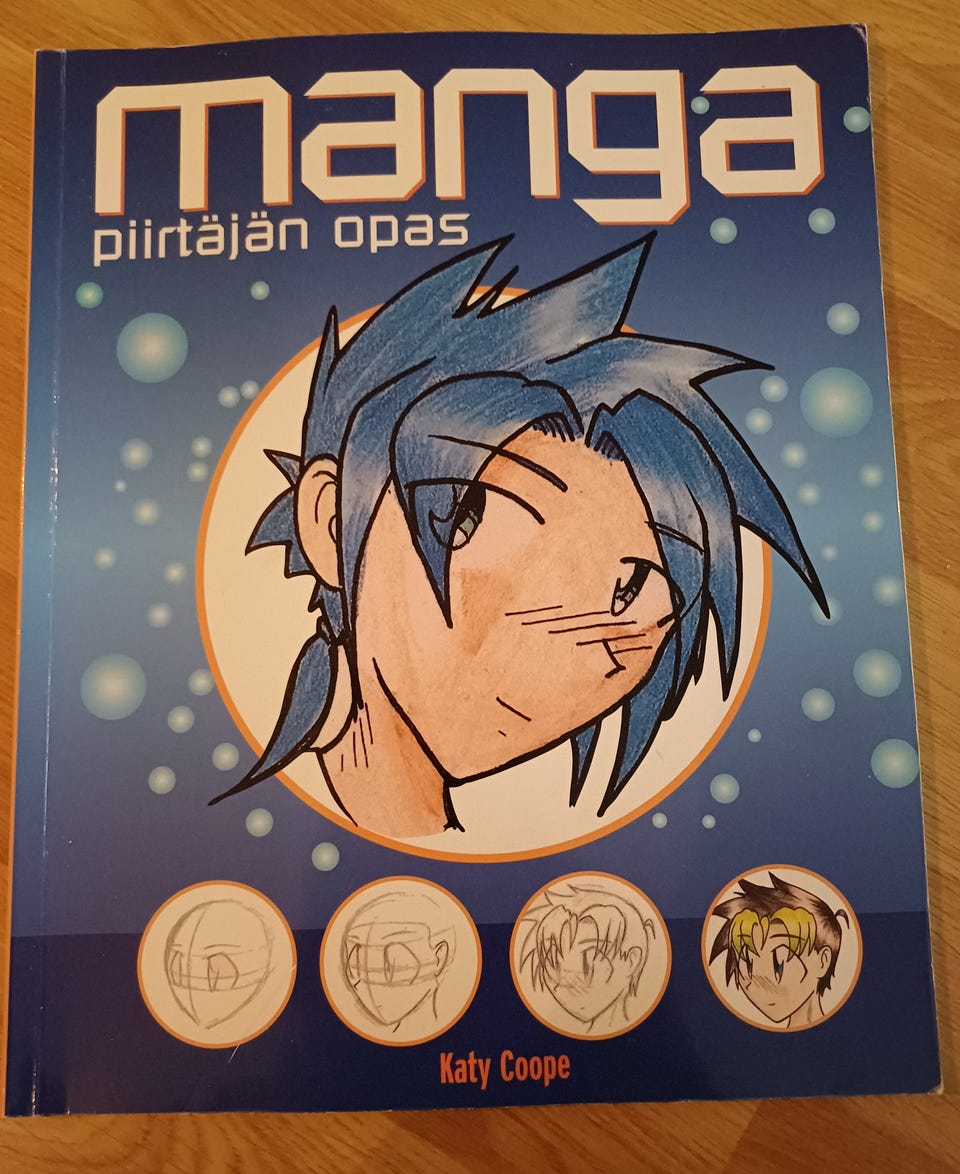 manga
piirtäjän opas
Katy Coope